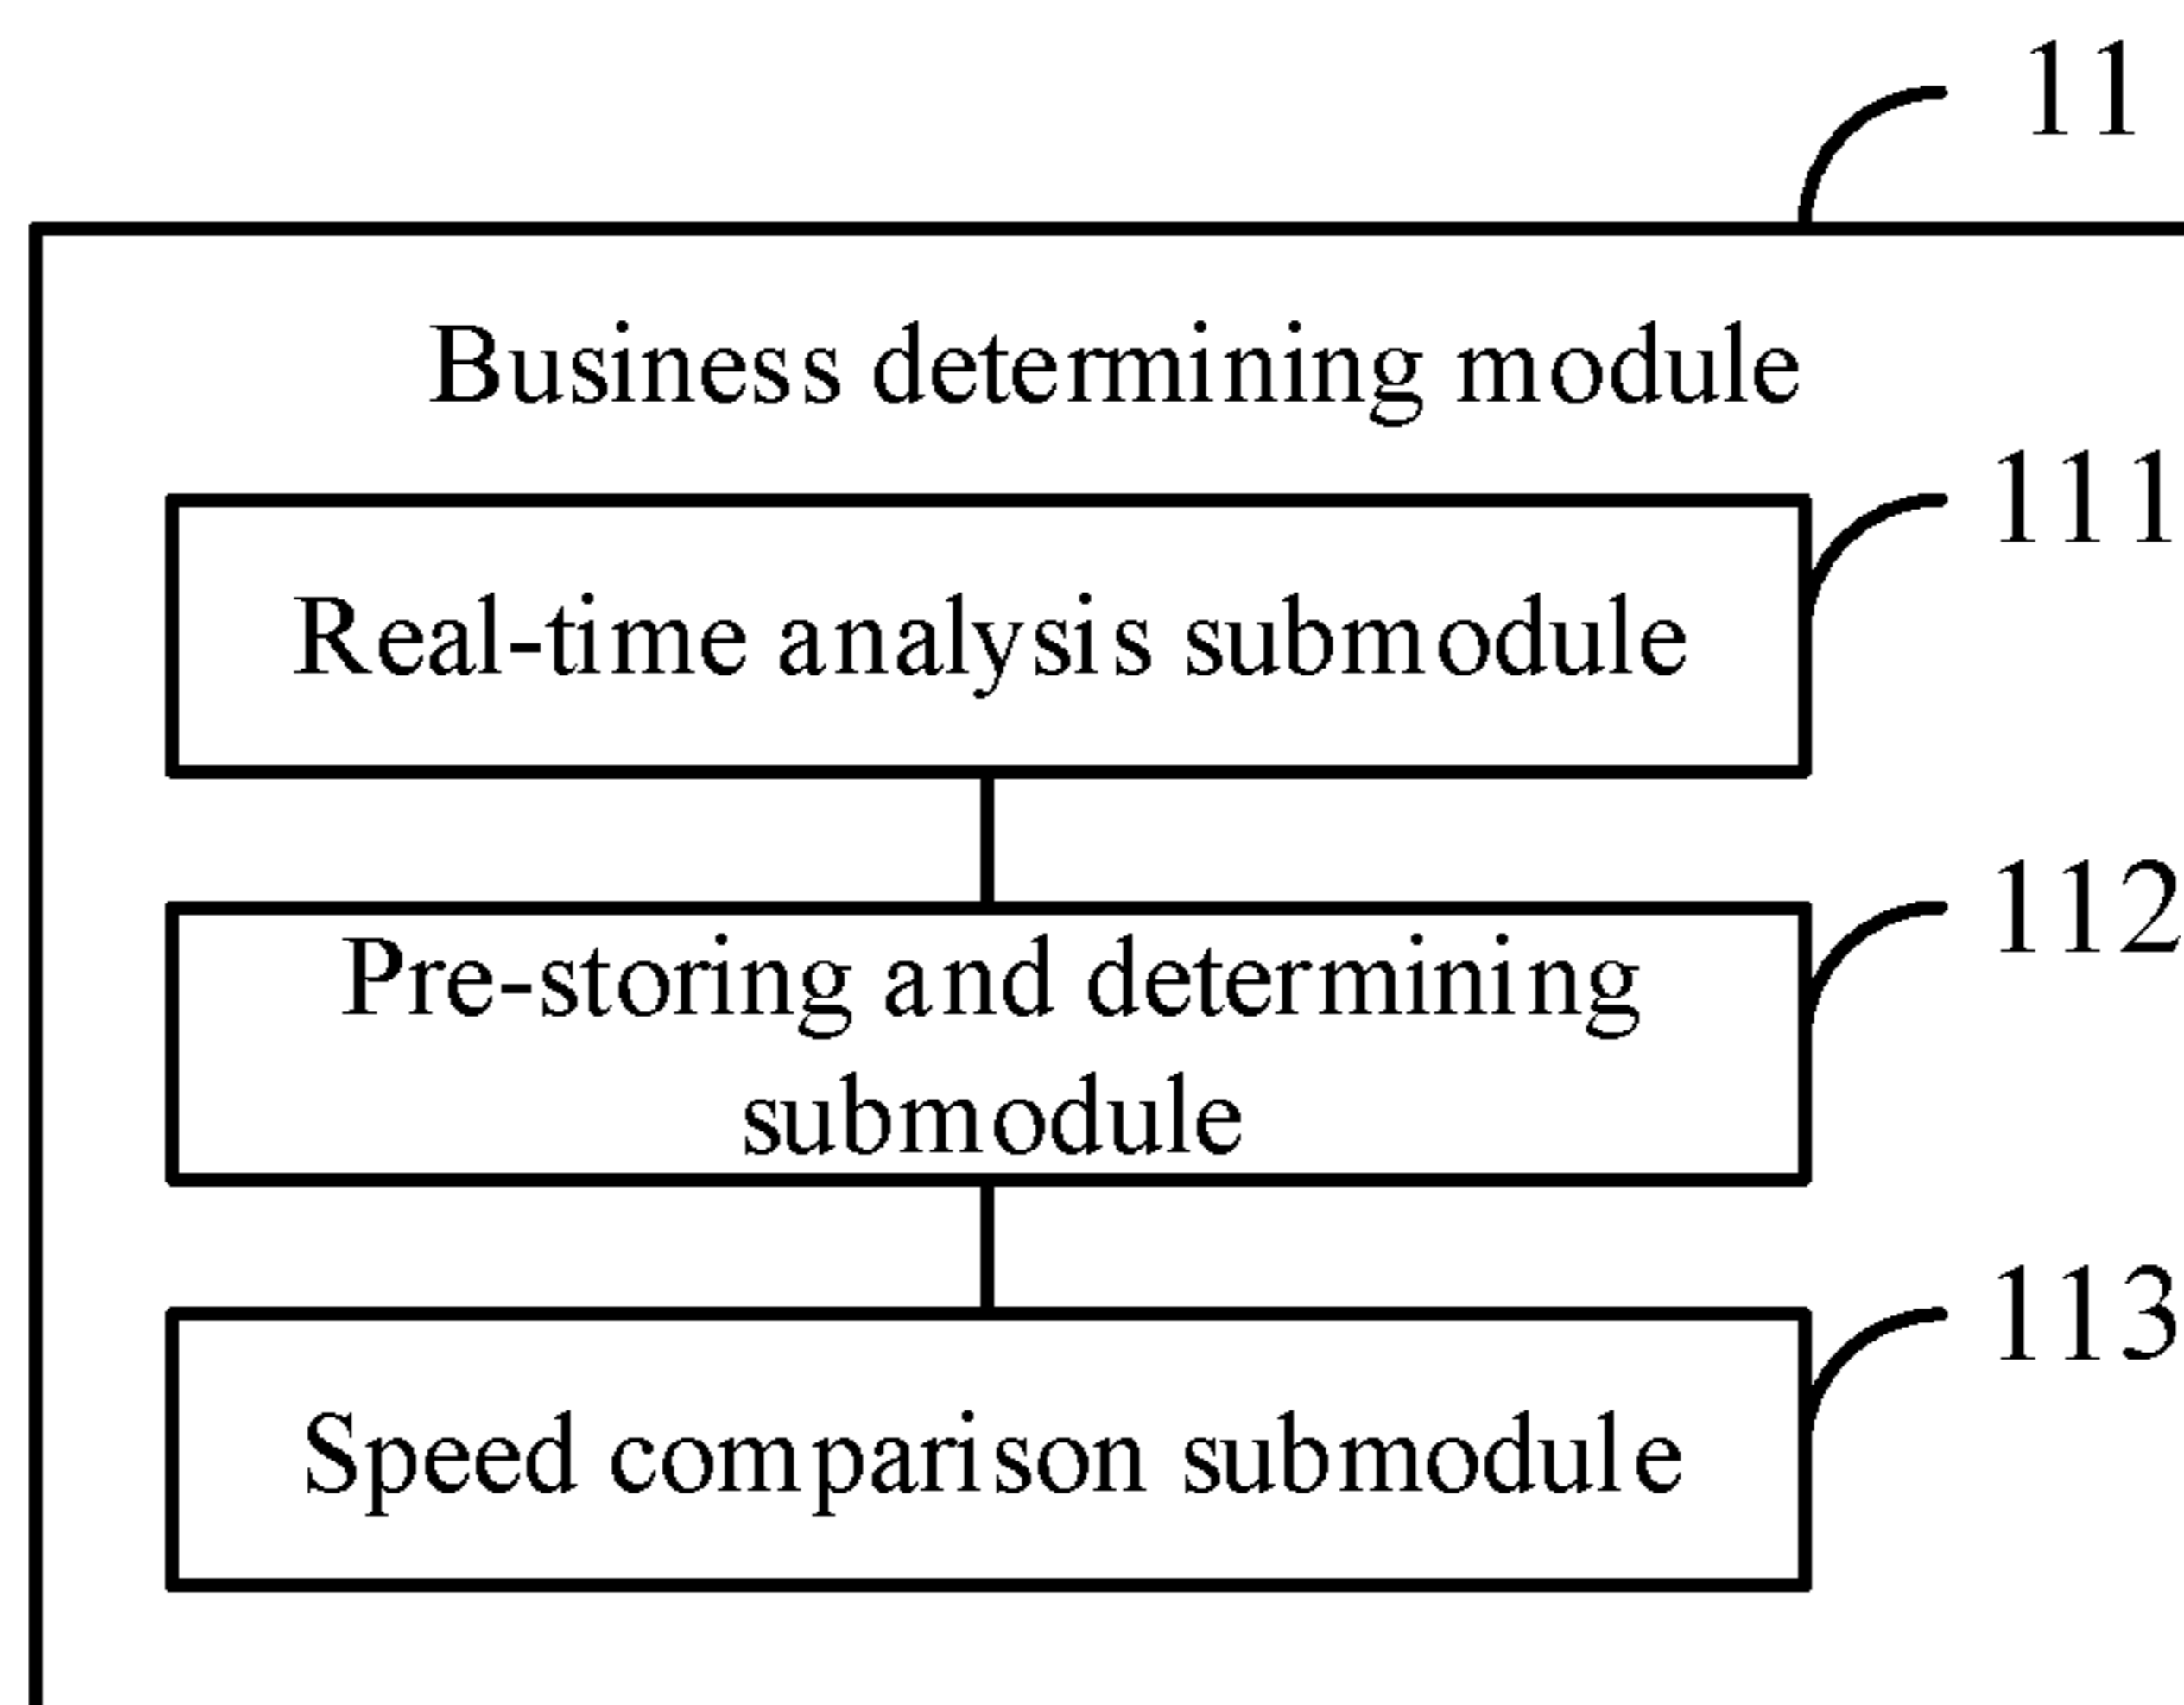 11
Business determining module
111
Real-time analysis submodule
112
Pre-storing and determining
submodule
113
Speed comparison submodule